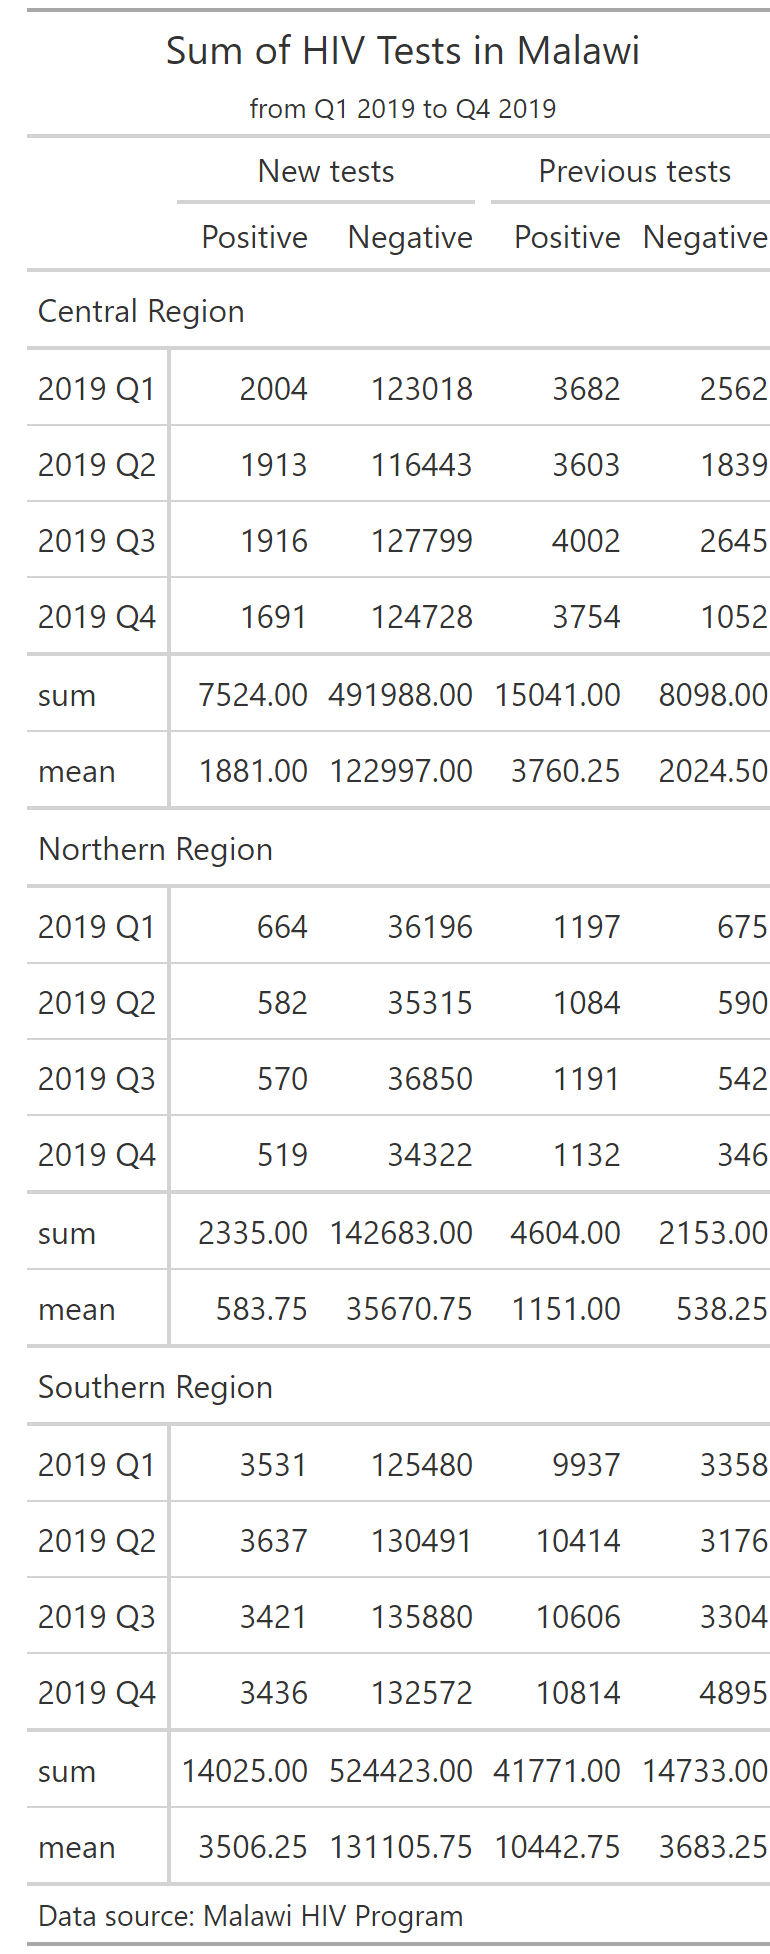 Sum of HIV Tests in Malawi
from Q1 2019 to Q4 2019
New tests Previous tests
Positive Negative Positive Negative
Central Region
2019 Q1 2004 123018 3682 2562
2019 Q2 1913 116443 3603 1839
2019 Q3 1916 127799 4002 2645
2019 Q4 1691 124728 3754 1052
sum 7524.00 491988.00 15041.00 8098.00
mean 1881.00 122997.00 3760.25 2024.50
Northern Region
2019 Q1 664 36196 1197 675
2019 Q2 582 35315 1084 590
2019 Q3 570 36850 1191 542
2019 Q4 519 34322 1132 346
sum 2335.00 142683.00 4604.00 2153.00
mean 583.75 35670.75 1151.00 538.25
Southern Region
2019 Q1 3531 125480 9937 3358
2019 Q2 3637 130491 10414 3176
2019 Q3 3421 135880 10606 3304
2019 Q4 3436 132572 10814 4895
sum 14025.00 524423.00 41771.00 14733.00
mean 3506.25 131105.75 10442.75 3683.25
Data source: Malawi HIV Program